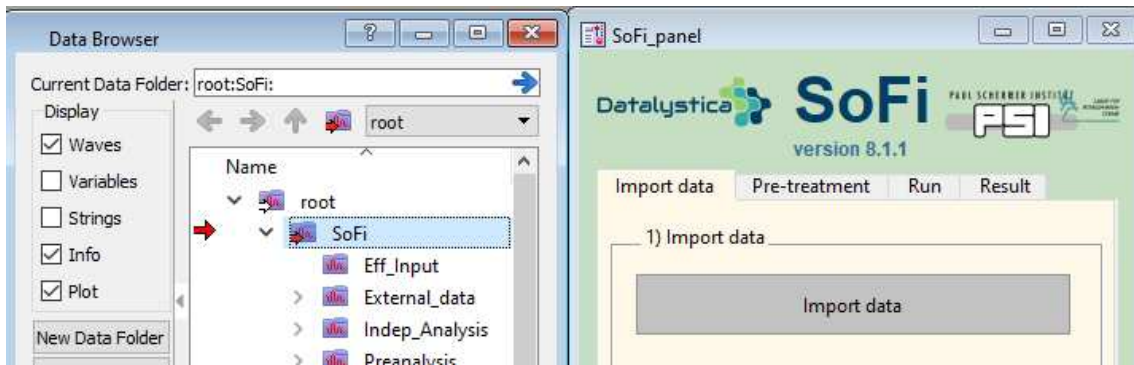 Data Browser
?
Current Data Folder: root:SoFi:
Display
Waves
Variables
Strings
Info
Plot
New Data Folder
root
Name
root
SoFi
Eff_Input
External_data
Indep_Analysis
Preanalysis
SoFi_panel
Datalystica
SoFi
PAUL SCHERRER INSTITUT
PSI
version 8.1.1
Import data Pre-treatment Run Result
1) Import data
Import data